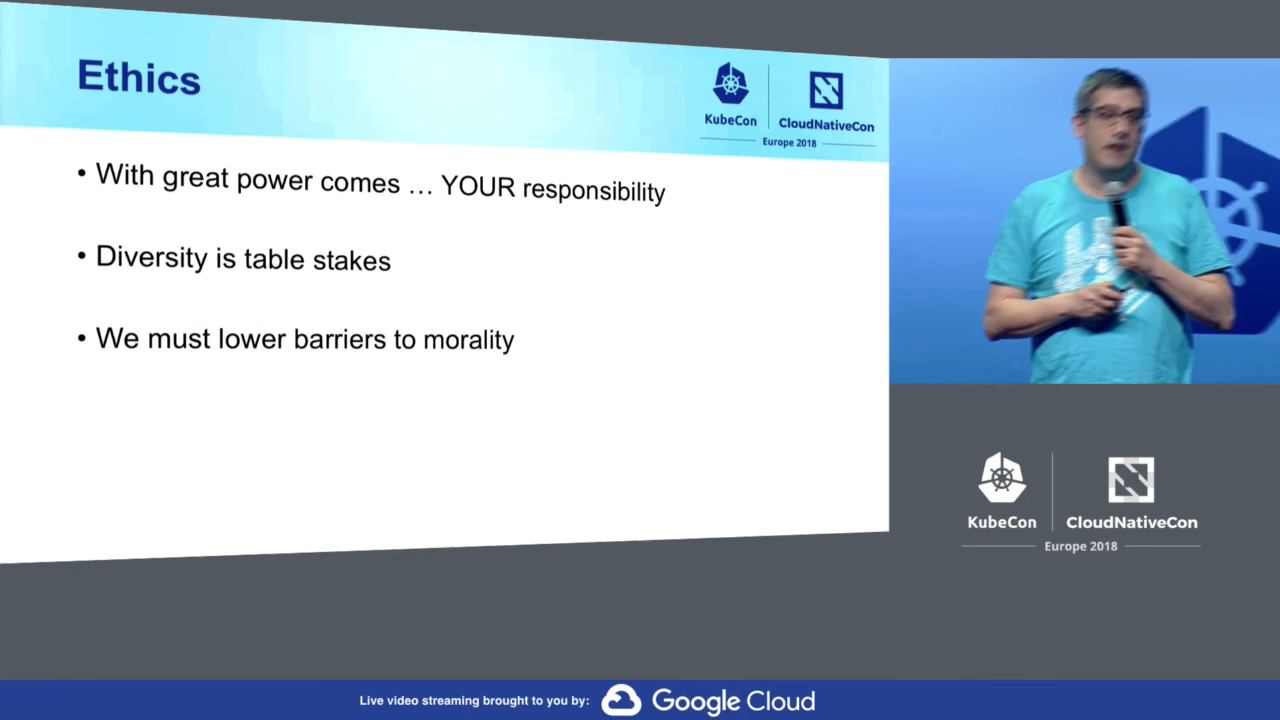 Ethics
KubeCon
CloudNativeCon
Europe 2018
• With great power comes … YOUR responsibility
• Diversity is table stakes
• We must lower barriers to morality
KubeCon
CloudNativeCon
Europe 2018
Live video streaming brought to you by: Google Cloud